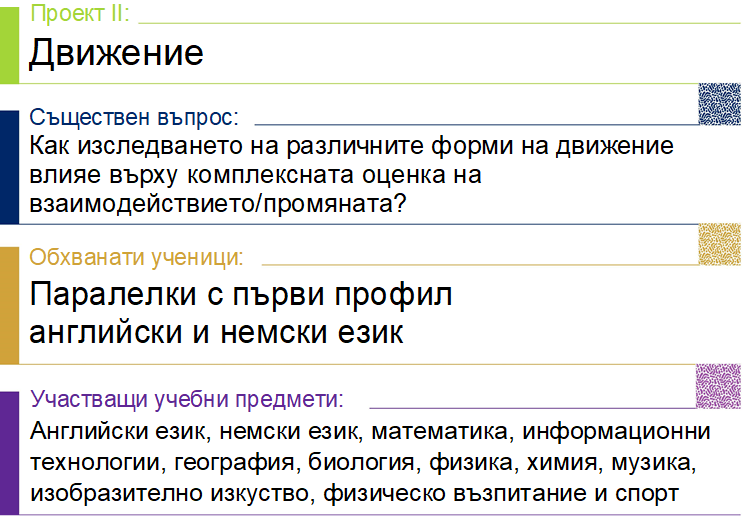 Проект II:
Движение
Съществен въпрос:
Как изследването на различните форми на движение
влияе върху комплексната оценка на
взаимодействието/промяната?
Обхванати ученици:
Паралелки с първи профил
английски и немски език
Участващи учебни предмети:
Английски език, немски език, математика, информационни
технологии, география, биология, физика, химия, музика,
изобразително изкуство, физическо възпитание и спорт